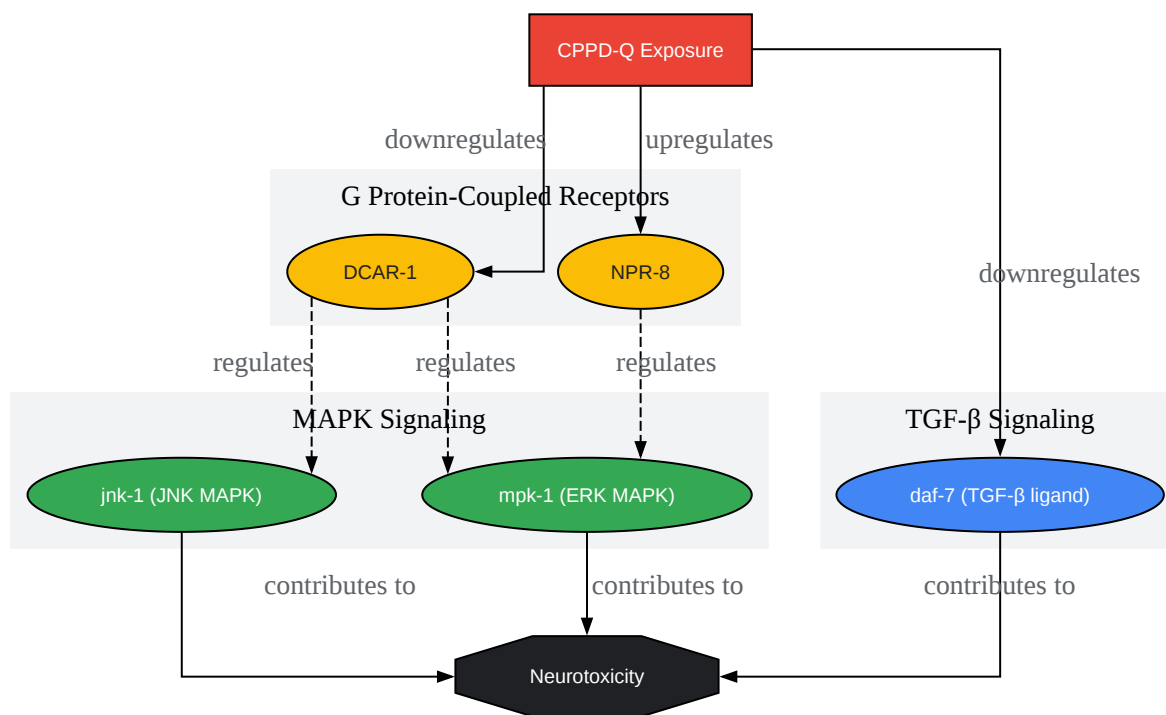 CPPD-Q Exposure
downregulates
upregulates
G Protein-Coupled Receptors
DCAR-1
NPR-8
downregulates
regulates
regulates
regulates
MAPK Signaling
TGF-β Signaling
jnk-1 (JNK MAPK)
mpk-1 (ERK MAPK)
daf-7 (TGF-β ligand)
contributes to
contributes to
contributes to
Neurotoxicity